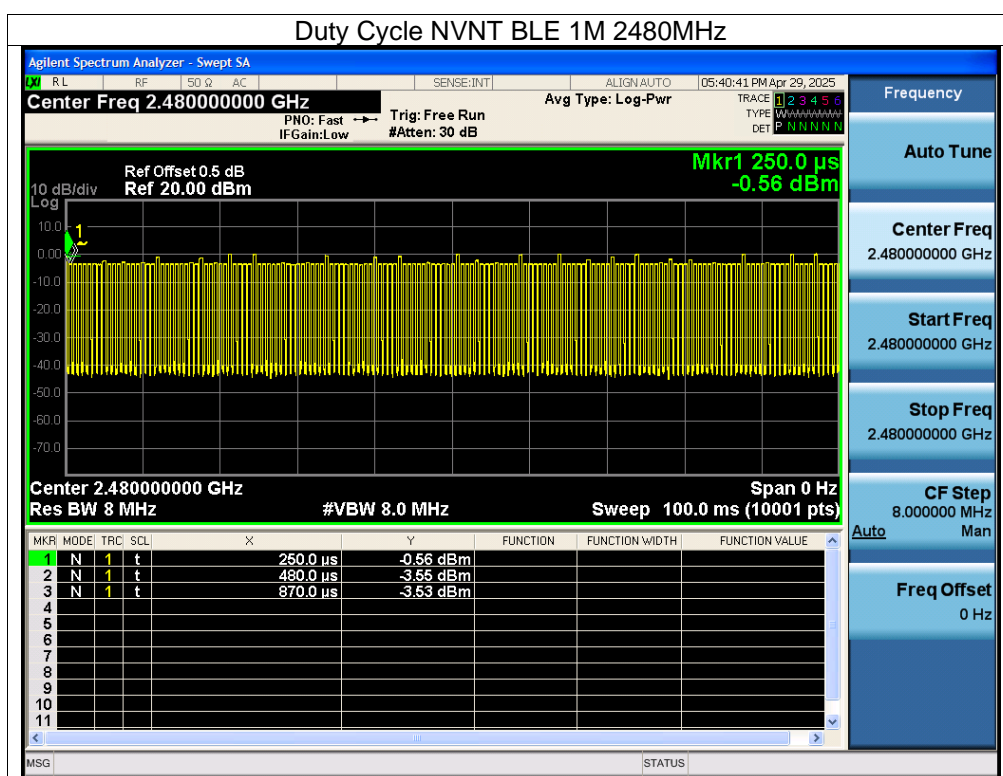 Duty Cycle NVNT BLE 1M 2480MHz
Agilent Spectrum Analyzer - Swept SA
LXI RL RF 50 Ω AC SENSE:INT ALIGN AUTO 05:40:41 PM Apr 29, 2025
Center Freq 2.480000000 GHz Avg Type: Log-Pwr TRACE 1 2 3 4 5 6
PNO: Fast Trig: Free Run TYPE WWWWWW
IFGain:Low #Atten: 30 dB DET P N N N N N
Mkr1 250.0 µs
-0.56 dBm
Ref Offset 0.5 dB
10 dB/div Ref 20.00 dBm
Log
10.0
1
0.00
-10.0
-20.0
-30.0
-40.0
-50.0
-60.0
-70.0
Center 2.480000000 GHz Span 0 Hz
Res BW 8 MHz #VBW 8.0 MHz Sweep 100.0 ms (10001 pts)
MKR MODE TRC SCL X Y FUNCTION FUNCTION WIDTH FUNCTION VALUE
1 N 1 t 250.0 µs -0.56 dBm
2 N 1 t 480.0 µs -3.55 dBm
3 N 1 t 870.0 µs -3.53 dBm
4
5
6
7
8
9
10
11
MSG STATUS
Frequency
Auto Tune
Center Freq
2.480000000 GHz
Start Freq
2.480000000 GHz
Stop Freq
2.480000000 GHz
CF Step
8.000000 MHz
Auto Man
Freq Offset
0 Hz